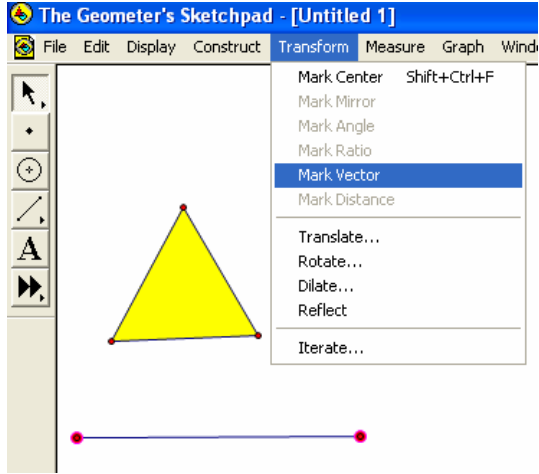 The Geometer's Sketchpad - [Untitled 1]
File Edit Display Construct Transform Measure Graph
Mark Center Shift+Ctrl+F
Mark Mirror
Mark Angle
Mark Ratio
Mark Vector
Mark Distance
Translate...
Rotate...
Dilate...
Reflect
Iterate...
A